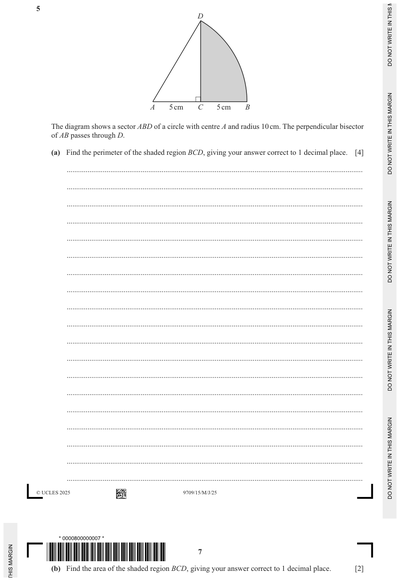 5
D
A 5 cm C 5 cm B
The diagram shows a sector ABD of a circle with centre A and radius 10 cm. The perpendicular bisector
of AB passes through D.
(a) Find the perimeter of the shaded region BCD, giving your answer correct to 1 decimal place. [4]
DO NOT WRITE IN THIS M
DO NOT WRITE IN THIS MARGIN
DO NOT WRITE IN THIS MARGIN
DO NOT WRITE IN THIS MARGIN
DO NOT WRITE IN THIS MARGIN
© UCLES 2025 9709/15/M/J/25
THIS MARGIN
* 0000800000007 *
7
(b) Find the area of the shaded region BCD, giving your answer correct to 1 decimal place. [2]